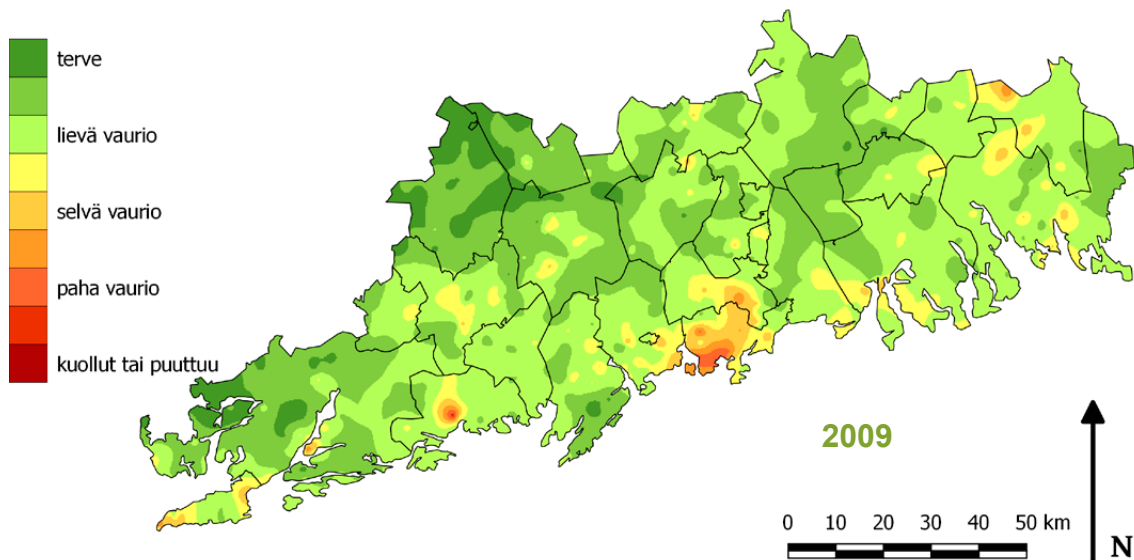 terve
lievä vaurio
selvä vaurio
paha vaurio
kuollut tai puuttuu
2009
0 10 20 30 40 50 km
N